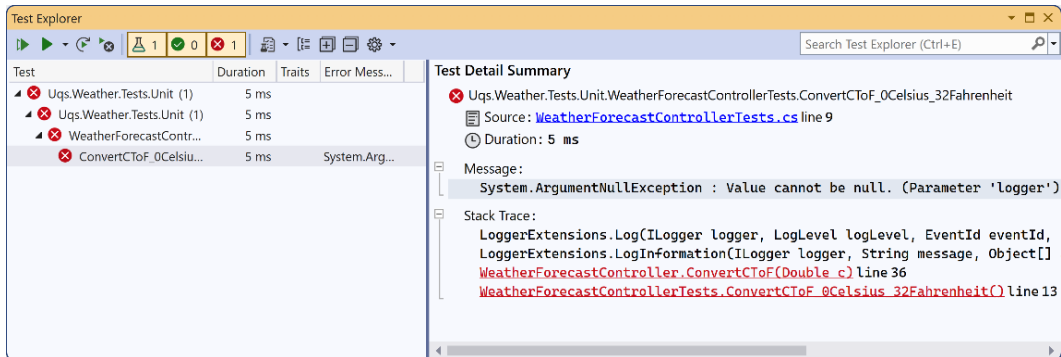 Test Explorer
1 0 1
Search Test Explorer (Ctrl+E)
Test Duration Traits Error Mess...
Uqs.Weather.Tests.Unit (1) 5 ms
Uqs.Weather.Tests.Unit (1) 5 ms
WeatherForecastContr... 5 ms
ConvertCToF_0Celsiu... 5 ms System.Arg...
Test Detail Summary
Uqs.Weather.Tests.Unit.WeatherForecastControllerTests.ConvertCToF_0Celsius_32Fahrenheit
Source: WeatherForecastControllerTests.cs line 9
Duration: 5 ms
Message:
System.ArgumentNullException : Value cannot be null. (Parameter 'logger')
Stack Trace:
LoggerExtensions.Log(ILogger logger, LogLevel logLevel, EventId eventId,
LoggerExtensions.LogInformation(ILogger logger, String message, Object[]
WeatherForecastController.ConvertCToF(Double c) line 36
WeatherForecastControllerTests.ConvertCToF_0Celsius_32Fahrenheit() line 13